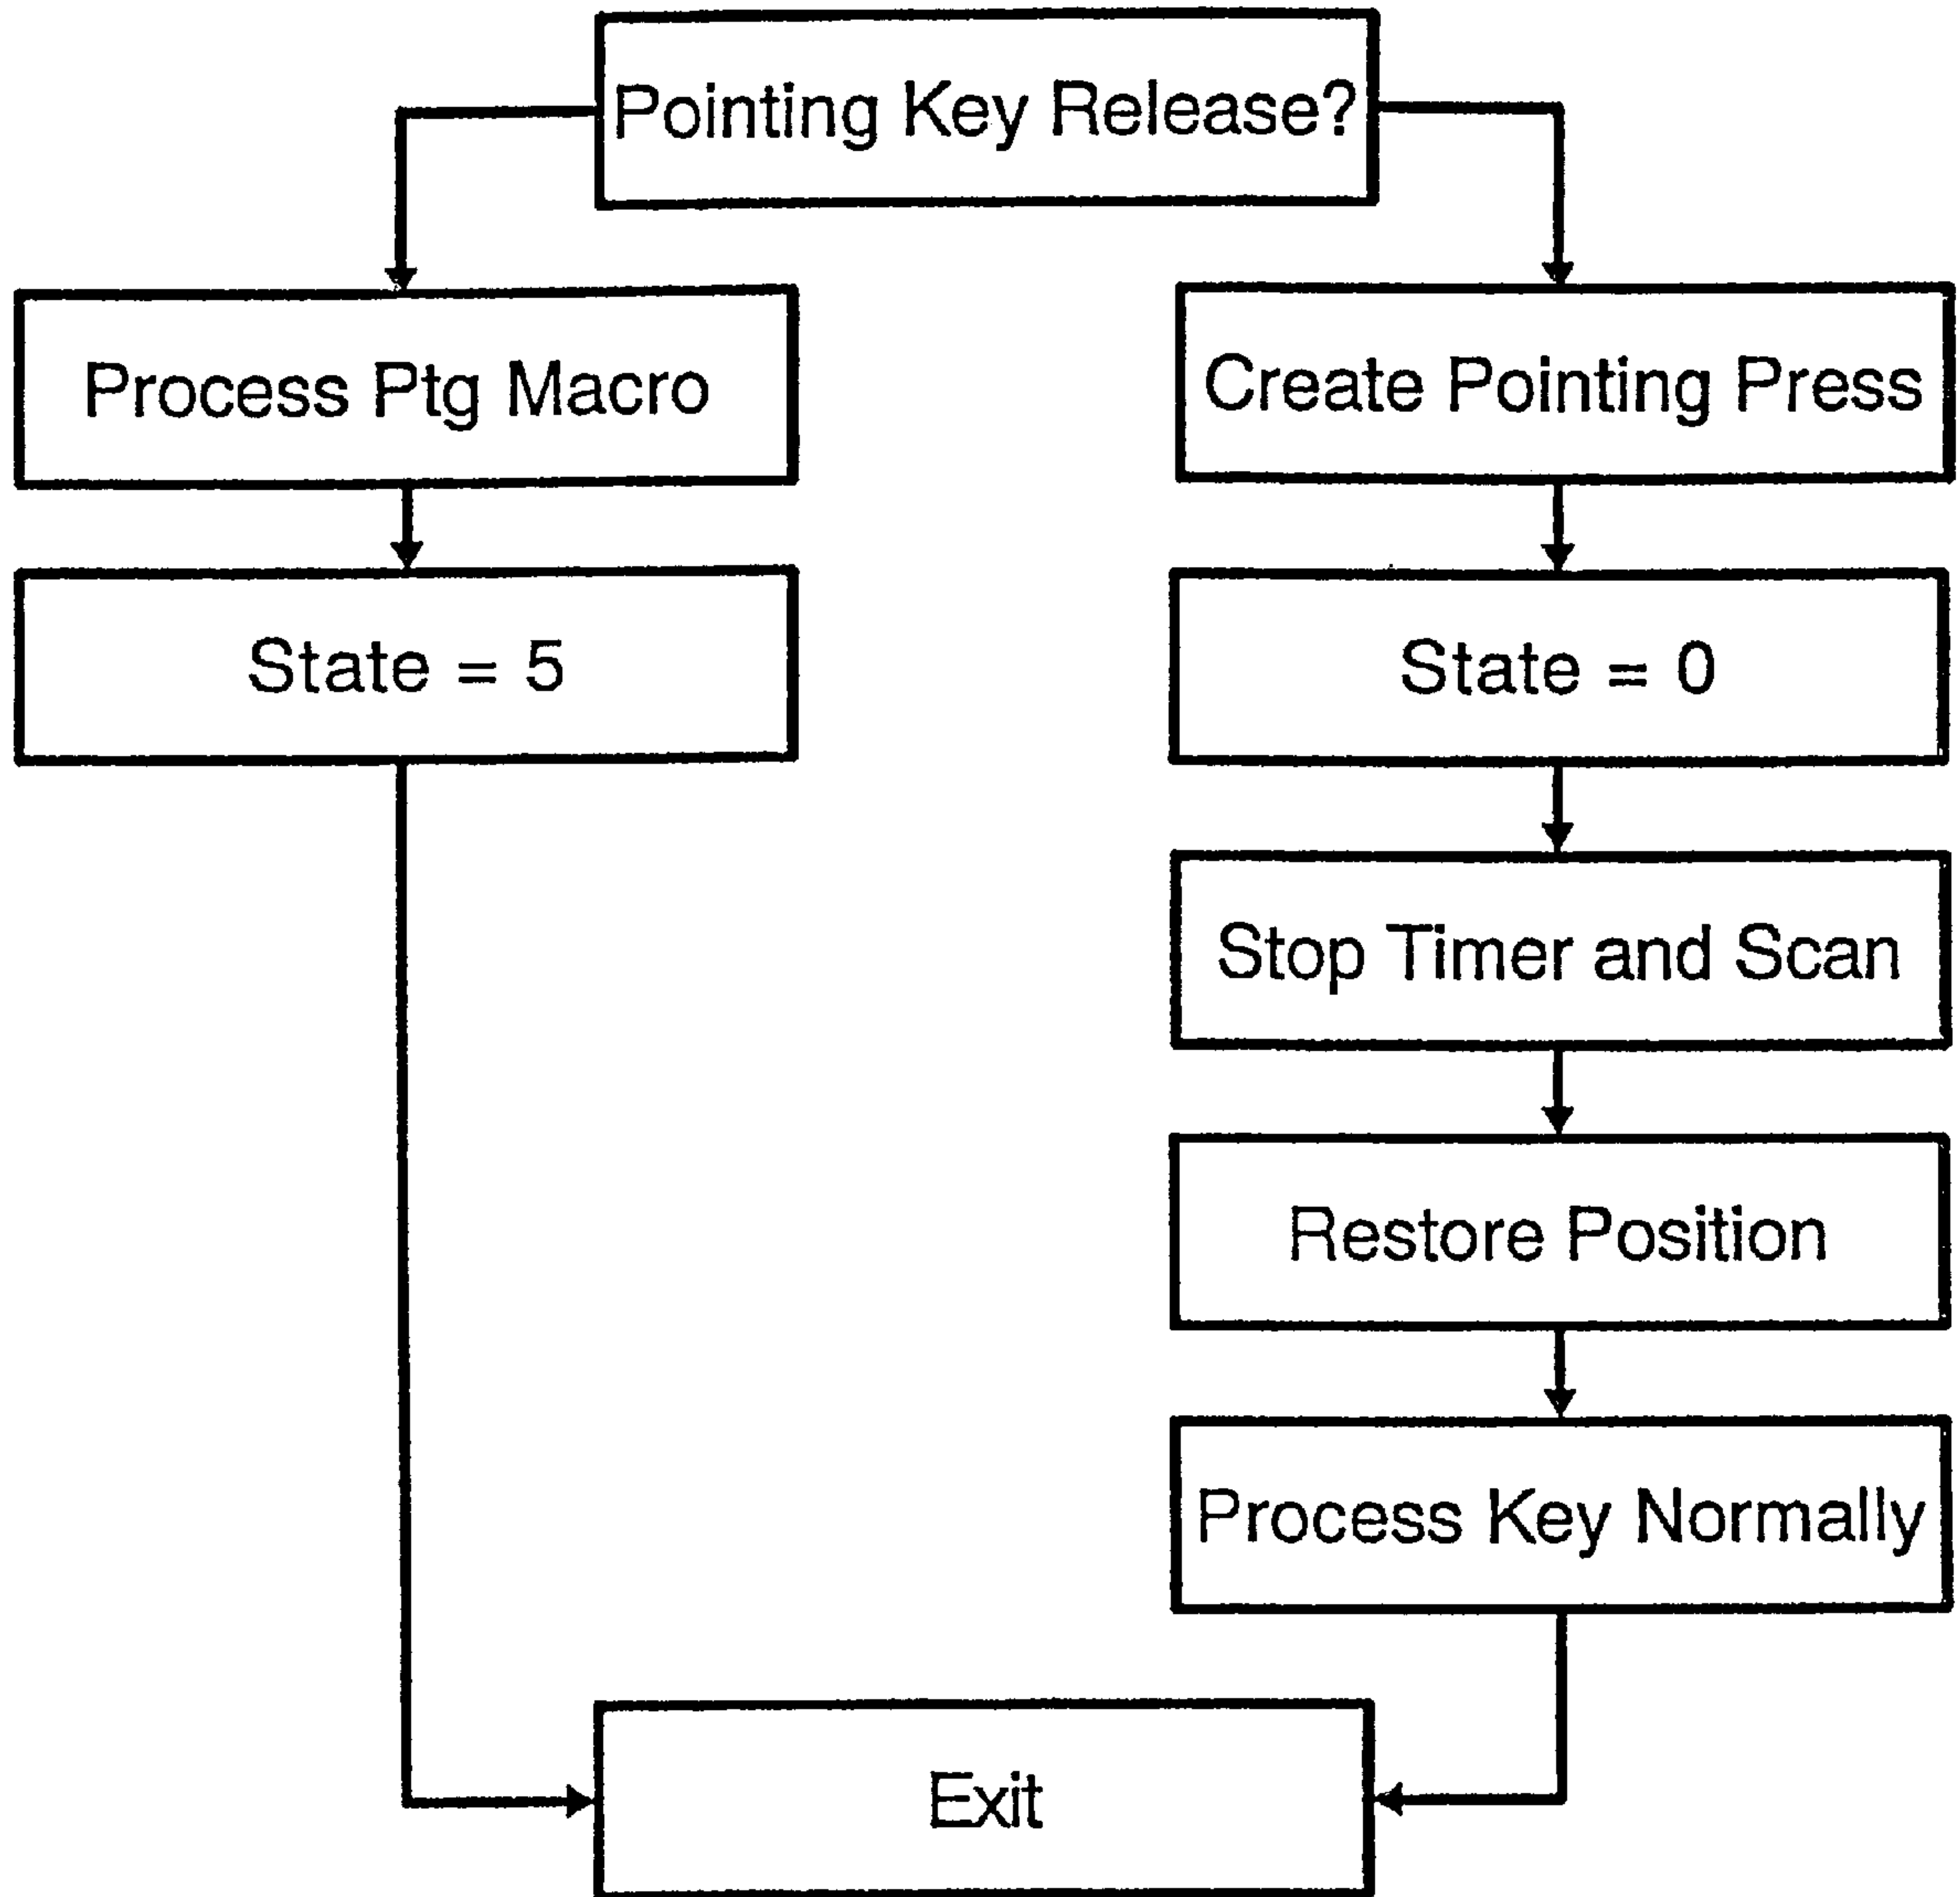 Pointing Key Release?
Process Ptg Macro
Create Pointing Press
State = 5
State = 0
Stop Timer and Scan
Restore Position
Process Key Normally
Exit